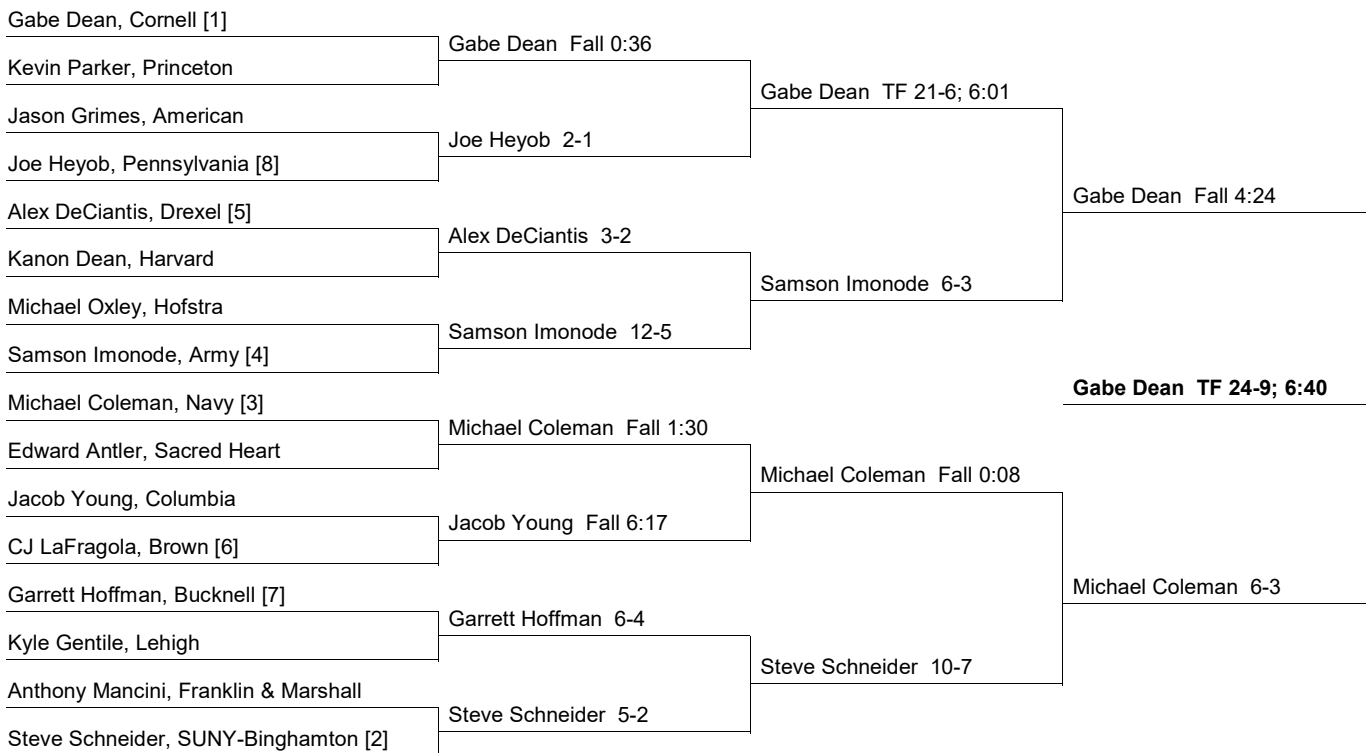 Gabe Dean, Cornell [1]
Kevin Parker, Princeton
Jason Grimes, American
Joe Heyob, Pennsylvania [8]
Alex DeCiantis, Drexel [5]
Kanon Dean, Harvard
Michael Oxley, Hofstra
Samson Imonode, Army [4]
Michael Coleman, Navy [3]
Edward Antler, Sacred Heart
Jacob Young, Columbia
CJ LaFragola, Brown [6]
Garrett Hoffman, Bucknell [7]
Kyle Gentile, Lehigh
Anthony Mancini, Franklin & Marshall
Steve Schneider, SUNY-Binghamton [2]
Gabe Dean Fall 0:36
Joe Heyob 2-1
Alex DeCiantis 3-2
Samson Imonode 12-5
Michael Coleman Fall 1:30
Jacob Young Fall 6:17
Garrett Hoffman 6-4
Steve Schneider 5-2
Gabe Dean TF 21-6; 6:01
Samson Imonode 6-3
Michael Coleman Fall 0:08
Steve Schneider 10-7
Gabe Dean Fall 4:24
Michael Coleman 6-3
Gabe Dean TF 24-9; 6:40